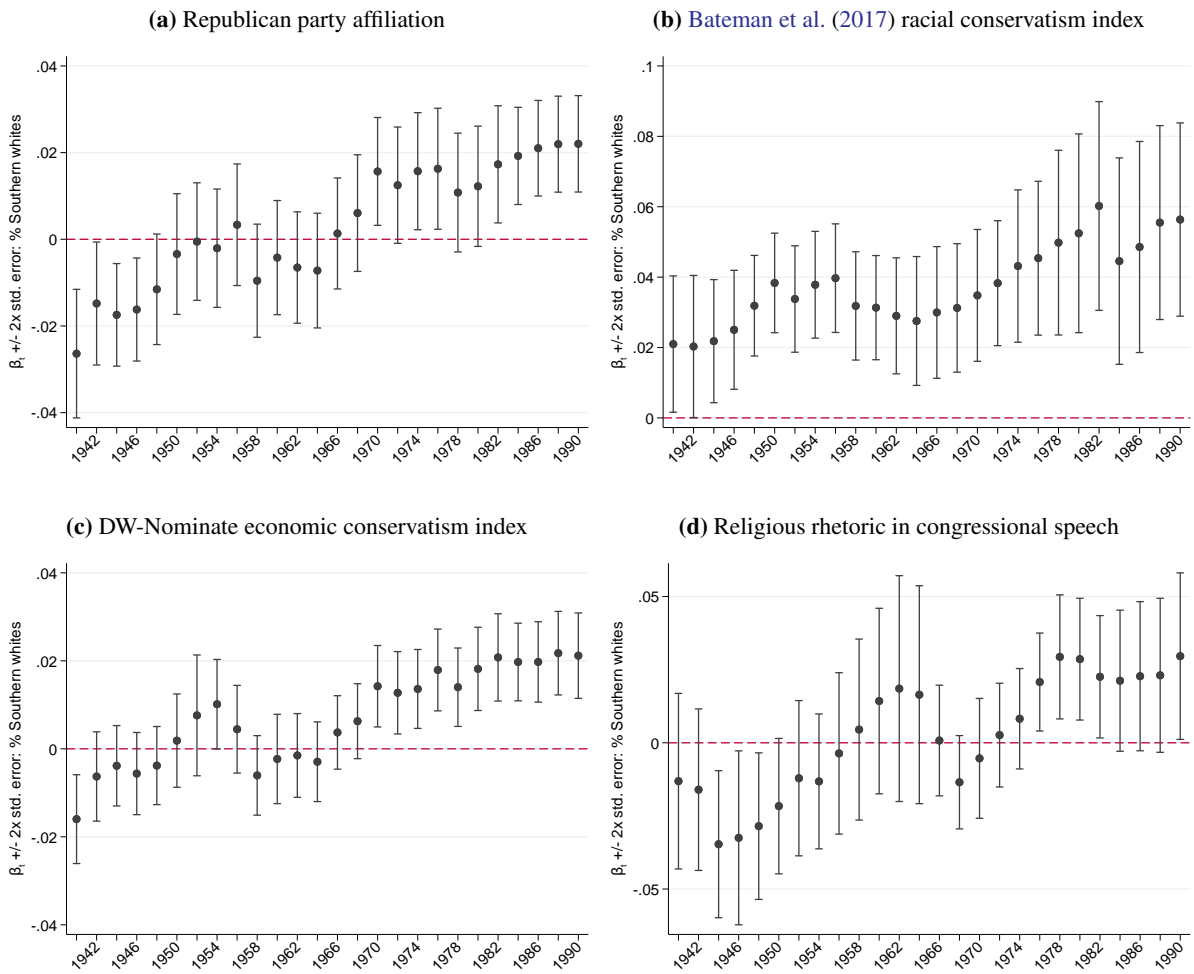 (a) Republican party affiliation
β_t +/- 2x std. error: % Southern whites
.04
.02
0
-.02
-.04
1942 1946 1950 1954 1958 1962 1966 1970 1974 1978 1982 1986 1990
(b) Bateman et al. (2017) racial conservatism index
β_t +/- 2x std. error: % Southern whites
.1
.08
.06
.04
.02
0
1942 1946 1950 1954 1958 1962 1966 1970 1974 1978 1982 1986 1990
(c) DW-Nominate economic conservatism index
β_t +/- 2x std. error: % Southern whites
.04
.02
0
-.02
-.04
1942 1946 1950 1954 1958 1962 1966 1970 1974 1978 1982 1986 1990
(d) Religious rhetoric in congressional speech
β_t +/- 2x std. error: % Southern whites
.05
0
-.05
1942 1946 1950 1954 1958 1962 1966 1970 1974 1978 1982 1986 1990